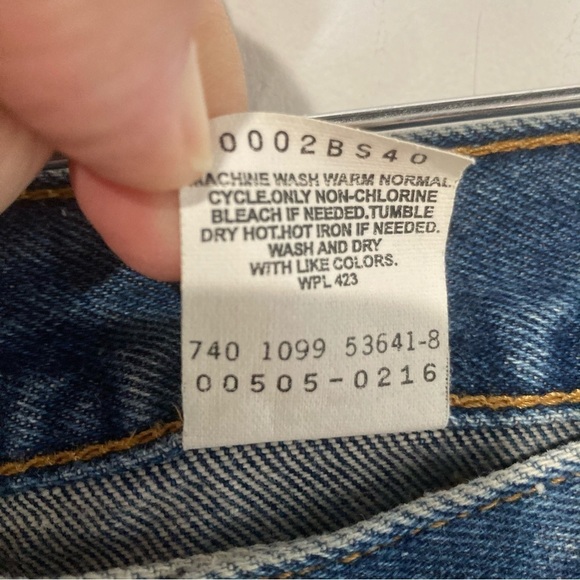 0002BS40
MACHINE WASH WARM NORMAL
CYCLE.ONLY NON-CHLORINE
BLEACH IF NEEDED.TUMBLE
DRY HOT.HOT IRON IF NEEDED.
WASH AND DRY
WITH LIKE COLORS.
WPL 423
740 1099 53641-8
00505-0216